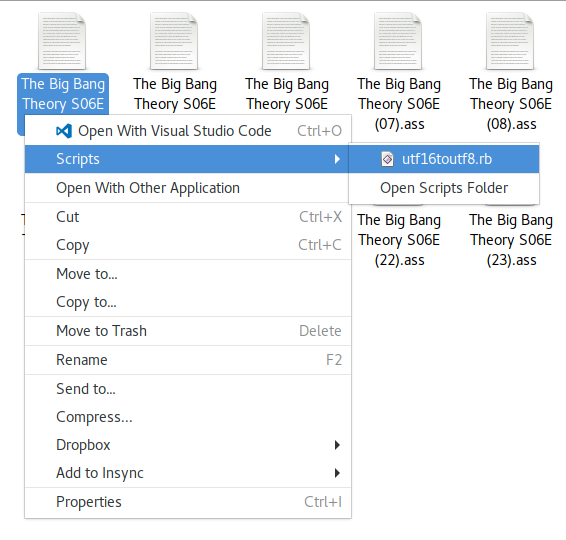 The Big Bang
Theory S06E
The Big Bang
Theory S06E
The Big Bang
Theory S06E
The Big Bang
Theory S06E
(07).ass
The Big Bang
Theory S06E
(08).ass
Open With Visual Studio Code Ctrl+O
Scripts
utf16toutf8.rb
Open With Other Application
Open Scripts Folder
Cut Ctrl+X
Copy Ctrl+C
The Big Bang
Theory S06E
(22).ass
The Big Bang
Theory S06E
(23).ass
Move to...
Copy to...
Move to Trash Delete
Rename F2
Send to...
Compress...
Dropbox
Add to Insync
Properties Ctrl+I